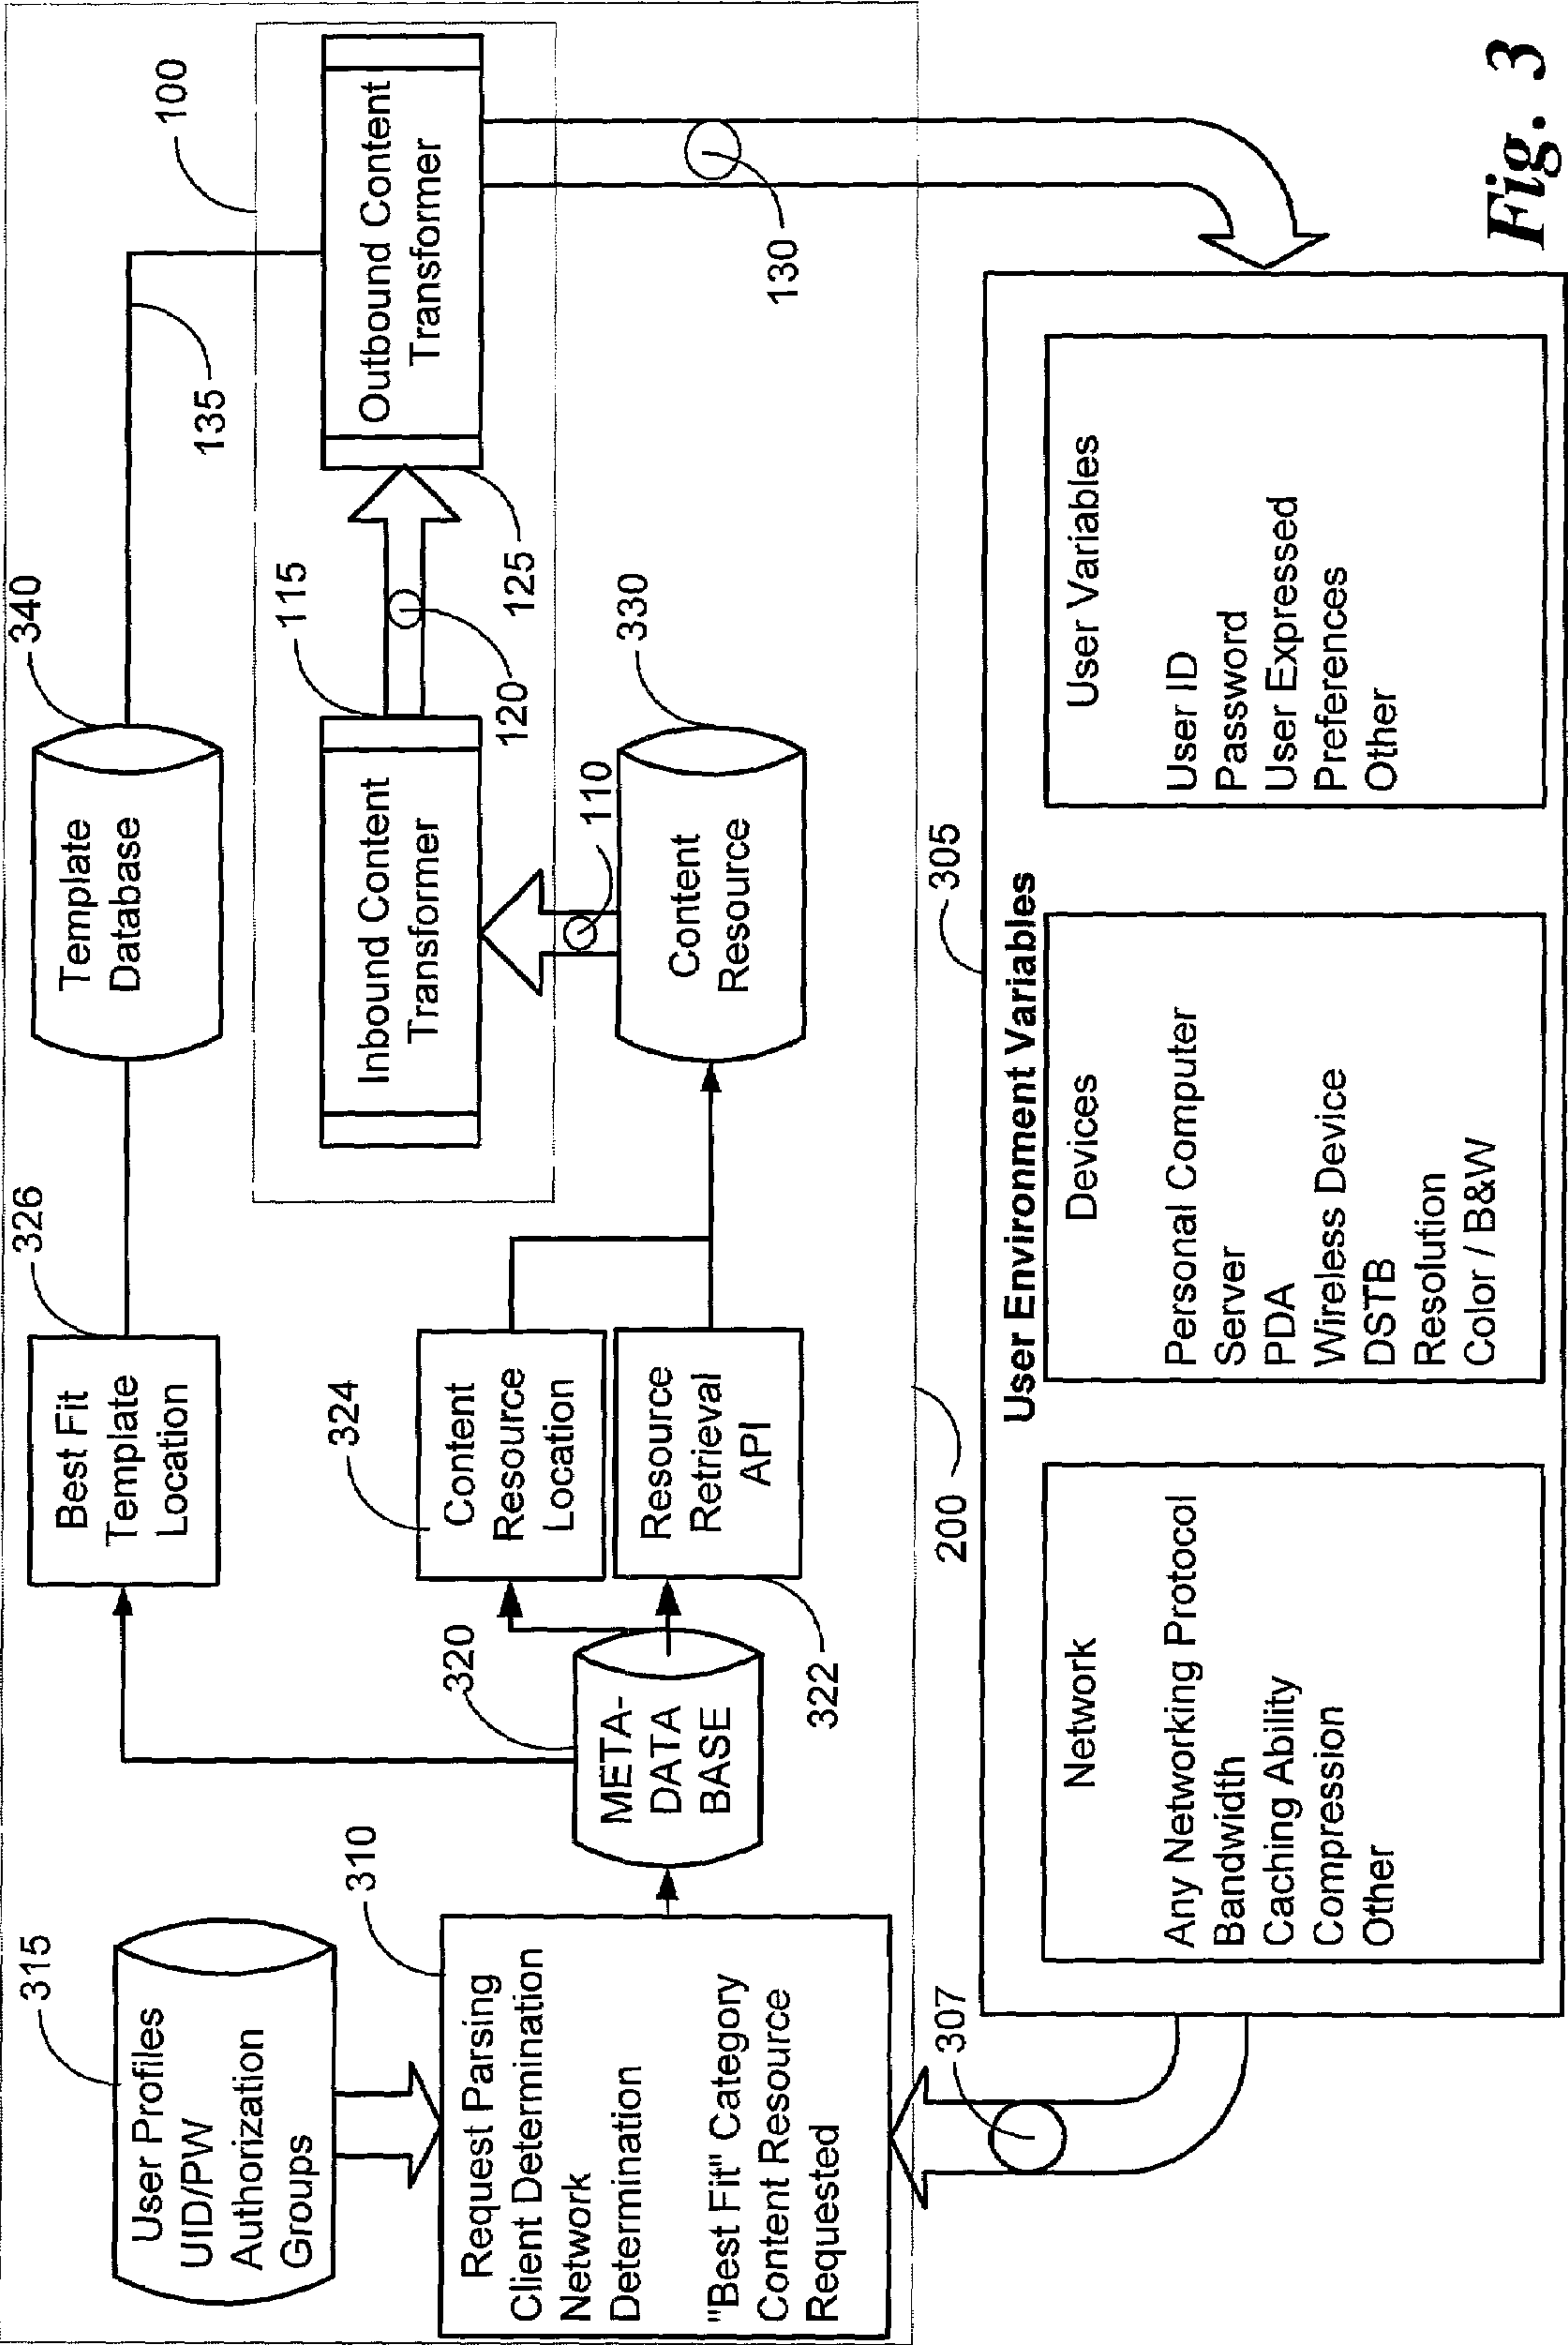 315
User Profiles
UID/PW
Authorization
Groups
310
Request Parsing
Client Determination
Network
Determination
"Best Fit" Category
Content Resource
Requested
320
META-
DATA
BASE
326
Best Fit
Template
Location
324
Content
Resource
Location
Resource
Retrieval
API
322
340
Template
Database
135
100
115
Inbound Content
Transformer
120
125
Outbound Content
Transformer
110
330
Content
Resource
130
200
307
305
User Environment Variables
Network
Any Networking Protocol
Bandwidth
Caching Ability
Compression
Other
Devices
Personal Computer
Server
PDA
Wireless Device
DSTB
Resolution
Color / B&W
User Variables
User ID
Password
User Expressed
Preferences
Other
Fig. 3